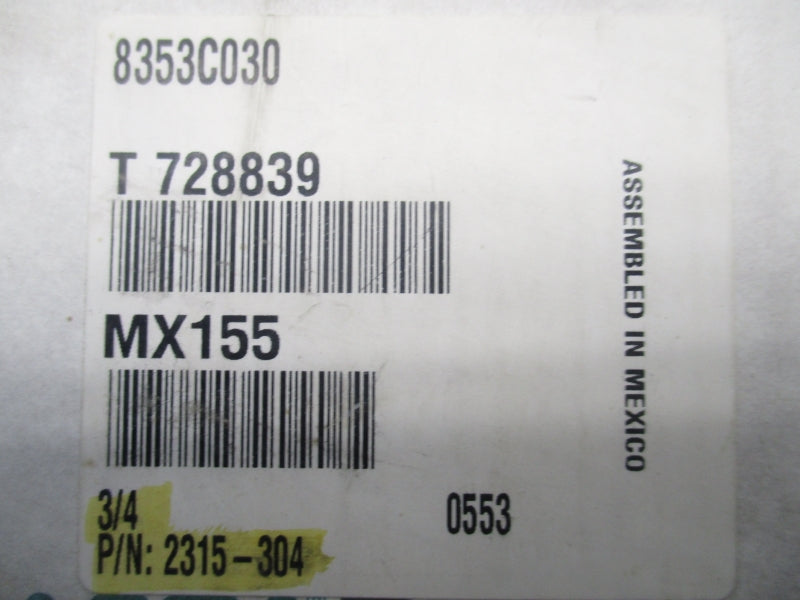 8353C030
T 728839
MX155
3/4
0553
P/N: 2315-304
ASSEMBLED IN MEXICO